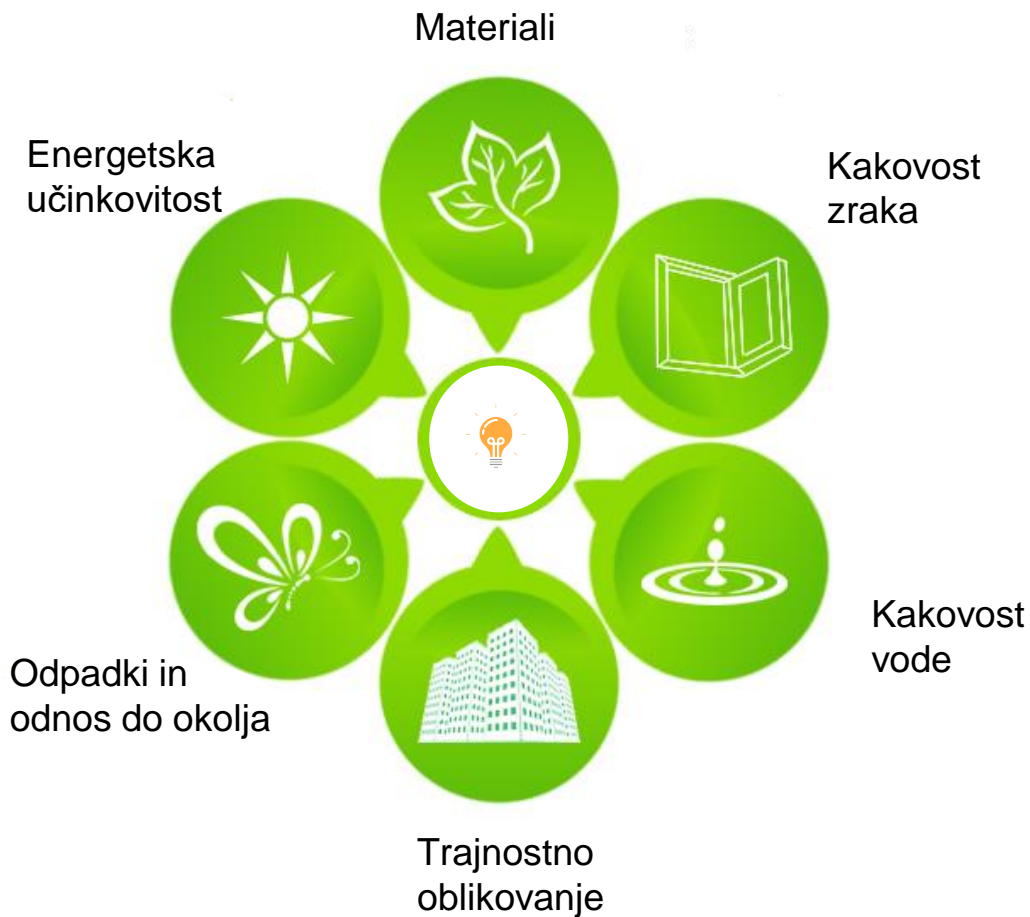 Materiali
Energetska
učinkovitost
Kakovost
zraka
Kakovost
vode
Odpadki in
odnos do okolja
Trajnostno
oblikovanje